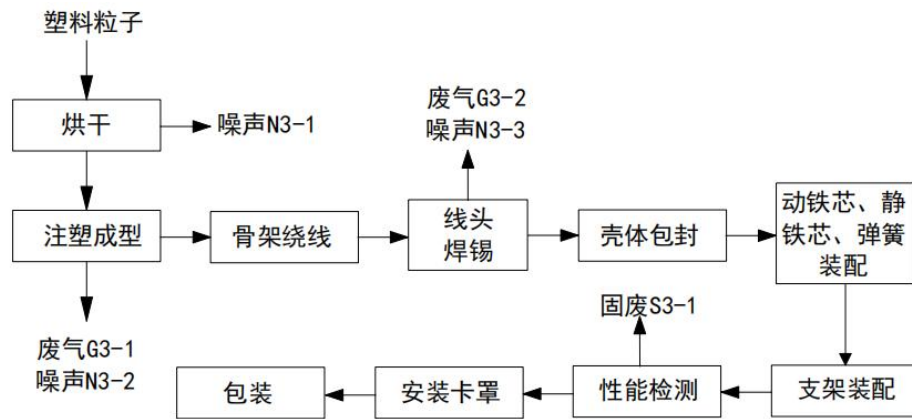 塑料粒子
烘干
噪声N3-1
注塑成型
废气G3-1
噪声N3-2
骨架绕线
废气G3-2
噪声N3-3
线头
焊锡
壳体包封
动铁芯、静
铁芯、弹簧
装配
支架装配
固废S3-1
性能检测
安装卡罩
包装